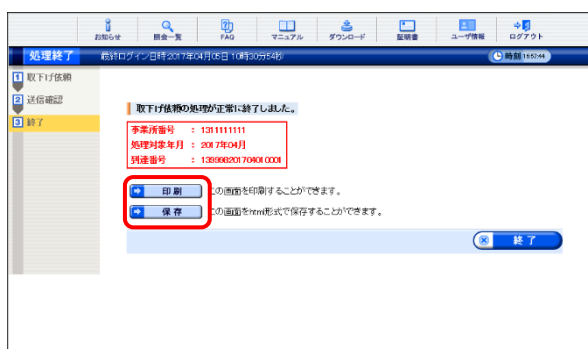 お知らせ 照会一覧 FAQ マニュアル ダウンロード 証明書 ユーザ情報 ログアウト
処理終了 最終ログイン日時:2017年04月05日 10時30分54秒 時刻 16:52:44
1 取下げ依頼
2 送信確認
3 終了
取下げ依頼の処理が正常に終了しました。
事業所番号 : 1311111111
処理対象年月 : 2017年04月
到達番号 : 13999820170401 0001
印刷 この画面を印刷することができます。
保存 この画面をhtml形式で保存することができます。
終了